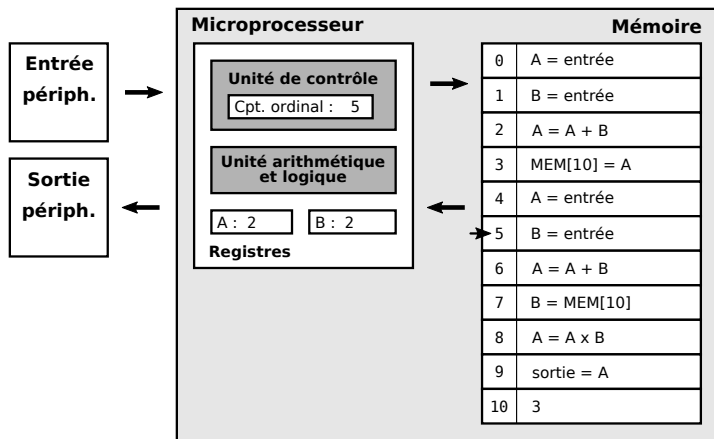 Microprocesseur
Mémoire
Entrée
périph.
Sortie
périph.
Unité de contrôle
Cpt. ordinal : 5
Unité arithmétique
et logique
A : 2
B : 2
Registres
0 A = entrée
1 B = entrée
2 A = A + B
3 MEM[10] = A
4 A = entrée
5 B = entrée
6 A = A + B
7 B = MEM[10]
8 A = A x B
9 sortie = A
10 3